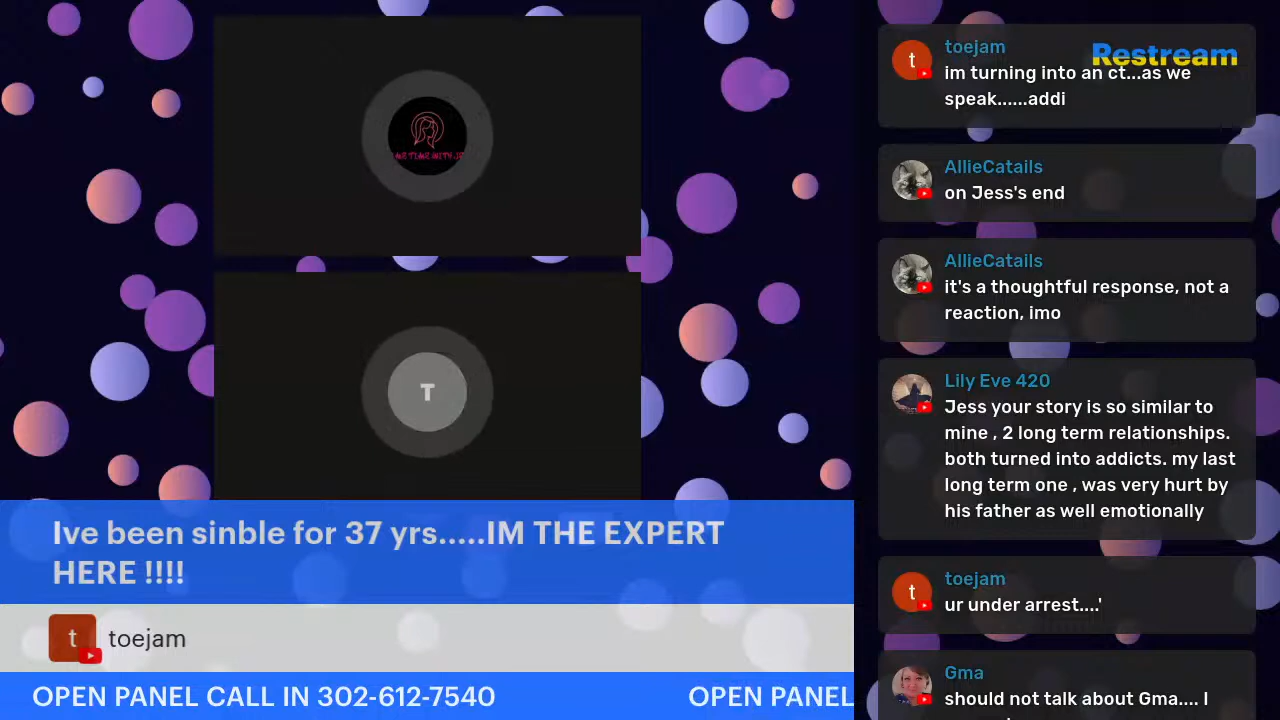 ME TIME WITH JE
T
Ive been sinble for 37 yrs.....IM THE EXPERT
HERE !!!!
t
toejam
OPEN PANEL CALL IN 302-612-7540
OPEN PANEL
Restream
t
toejam
im turning into an ct...as we
speak......addi
AllieCatails
on Jess's end
AllieCatails
it's a thoughtful response, not a
reaction, imo
Lily Eve 420
Jess your story is so similar to
mine , 2 long term relationships.
both turned into addicts. my last
long term one , was very hurt by
his father as well emotionally
t
toejam
ur under arrest....'
Gma
should not talk about Gma.... I